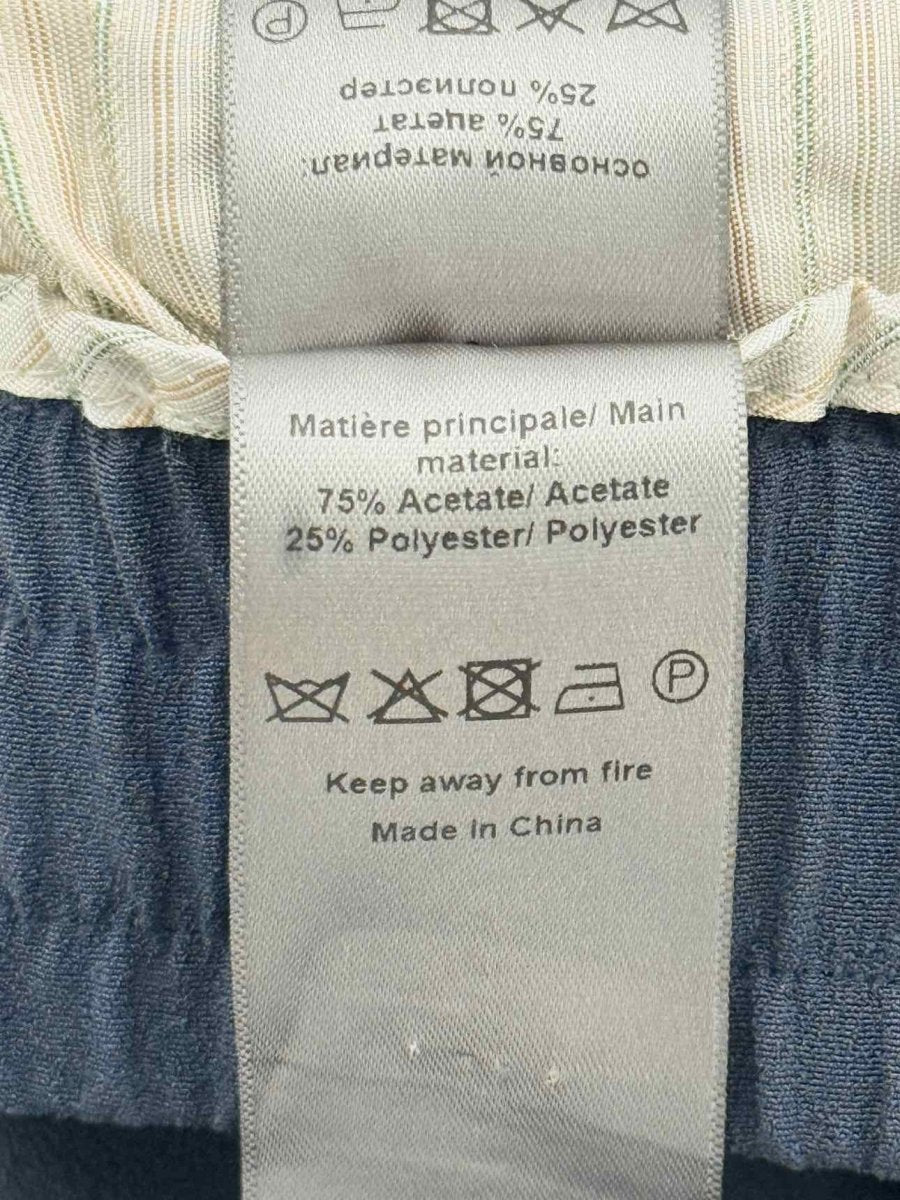 основной материал:
75% ацетат
25% полиэстер
P
Matière principale/ Main
material:
75% Acetate/ Acetate
25% Polyester/ Polyester
P
Keep away from fire
Made in China